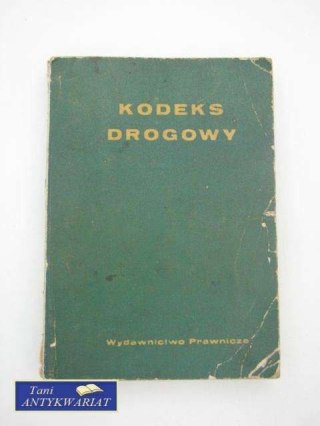 KODEKS
DROGOWY
Wydawnictwo Prawnicze
Tani
ANTYKWARIAT